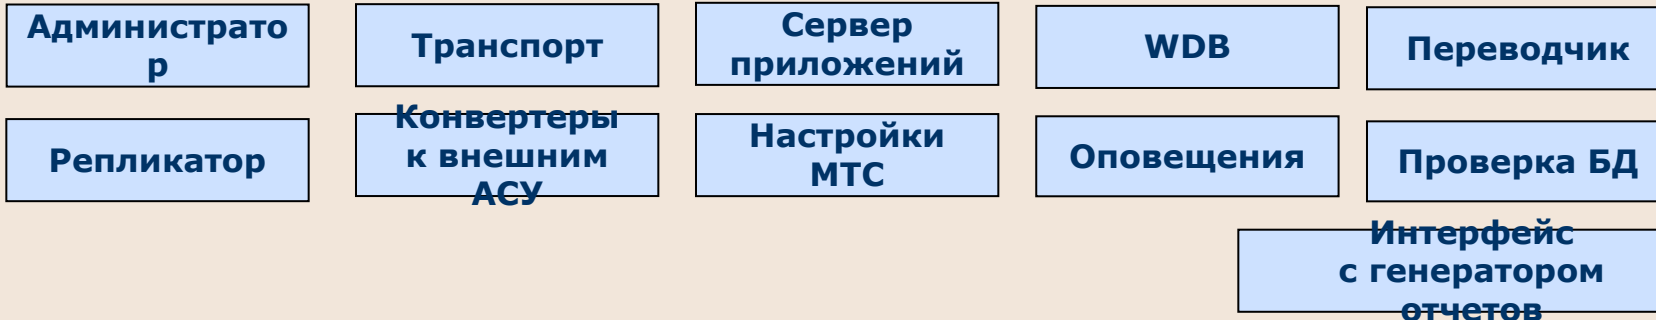 Администрато
р
Транспорт
Сервер
приложений
WDB
Переводчик
Репликатор
Конвертеры
к внешним
АСУ
Настройки
МТС
Оповещения
Проверка БД
Интерфейс
с генератором
отчетов